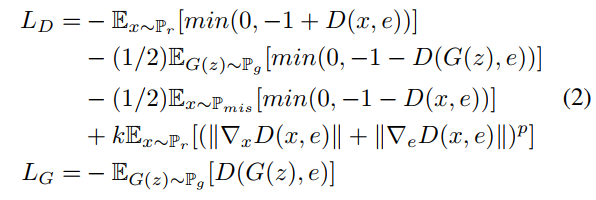 L_D = − 𝔼_{x∼ℙ_r}[min(0, −1 + D(x, e))]
− (1/2)𝔼_{G(z)∼ℙ_g}[min(0, −1 − D(G(z), e))]
− (1/2)𝔼_{x∼ℙ_{mis}}[min(0, −1 − D(x, e))] (2)
+ k𝔼_{x∼ℙ_r}[(‖∇_x D(x, e)‖ + ‖∇_e D(x, e)‖)^p]
L_G = − 𝔼_{G(z)∼ℙ_g}[D(G(z), e)]